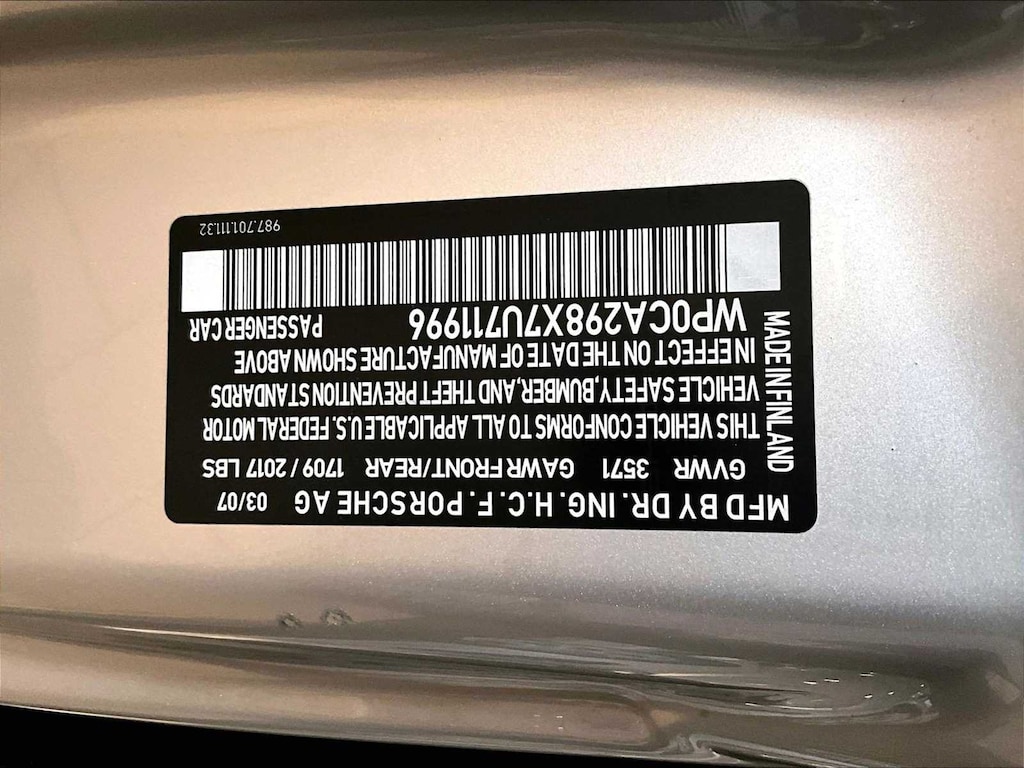 MFD BY DR. ING. H.C. F. PORSCHE AG 03/07
GVWR 3571 GAWR FRONT/REAR 1709 / 2017 LBS
THIS VEHICLE CONFORMS TO ALL APPLICABLE U.S. FEDERAL MOTOR
VEHICLE SAFETY, BUMBER, AND THEFT PREVENTION STANDARDS
IN EFFECT ON THE DATE OF MANUFACTURE SHOWN ABOVE
WP0CA298X7U711996 PASSENGER CAR
987.701.111.32
MADE IN FINLAND